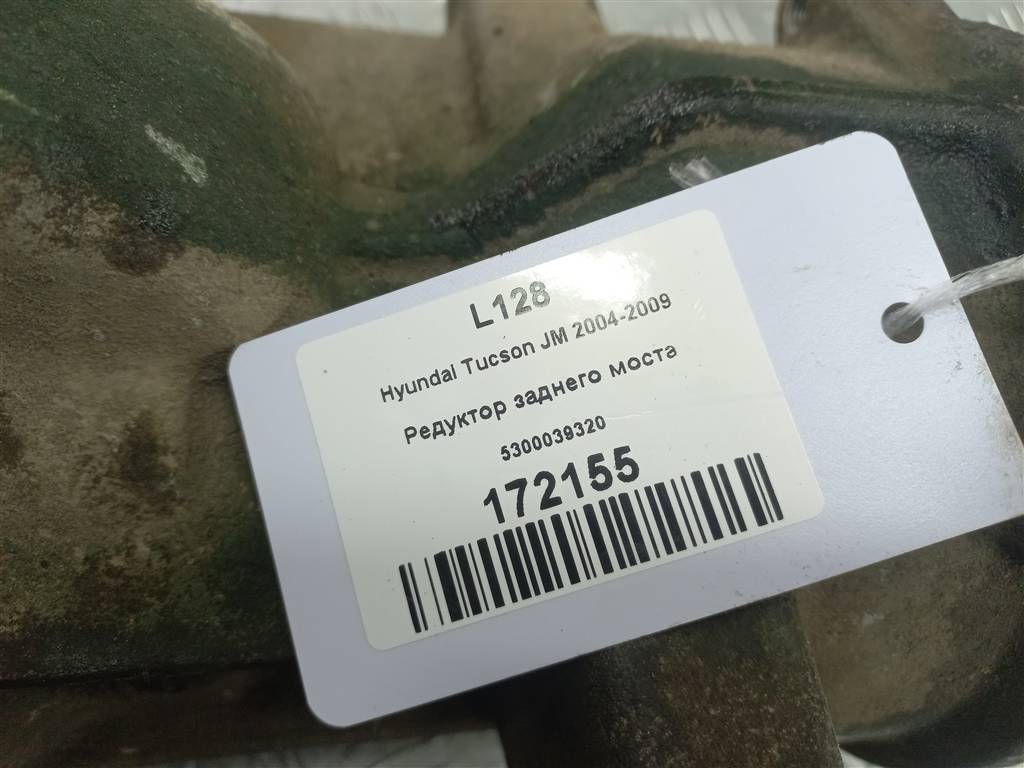 L128
Hyundai Tucson JM 2004-2009
Редуктор заднего моста
5300039320
172155